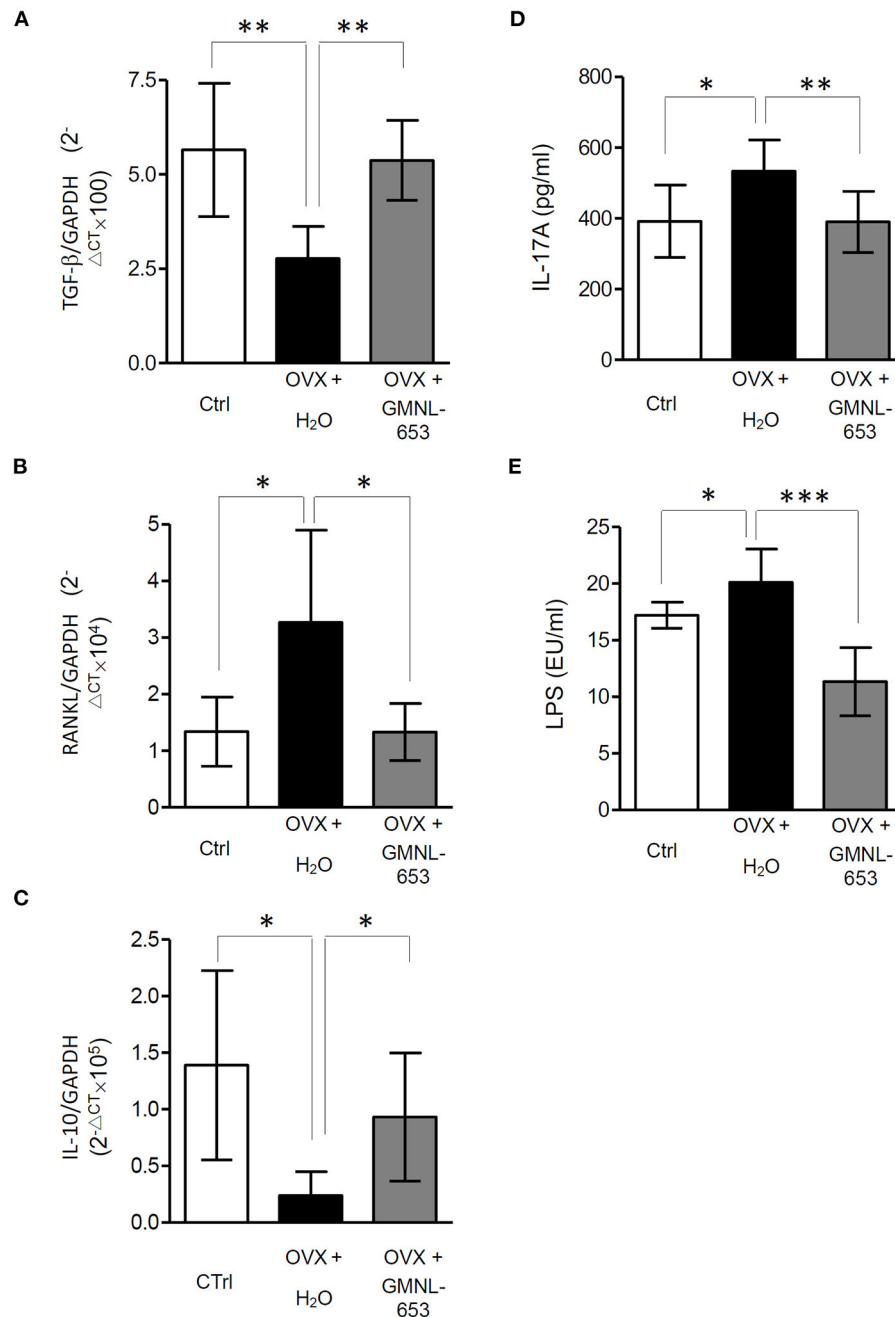 A
** **
TGF-β/GAPDH (2-
△CT×100)
7.5
5.0
2.5
0.0
Ctrl
OVX +
H₂O
OVX +
GMNL-
653
B
* *
RANKL/GAPDH (2-
△CT×10⁴)
5
4
3
2
1
0
Ctrl
OVX +
H₂O
OVX +
GMNL-
653
C
* *
IL-10/GAPDH
(2-△CT×10⁵)
2.5
2.0
1.5
1.0
0.5
0.0
CTrl
OVX +
H₂O
OVX +
GMNL-
653
D
* **
IL-17A (pg/ml)
800
600
400
200
0
Ctrl
OVX +
H₂O
OVX +
GMNL-
653
E
* ***
LPS (EU/ml)
25
20
15
10
5
0
Ctrl
OVX +
H₂O
OVX +
GMNL-
653